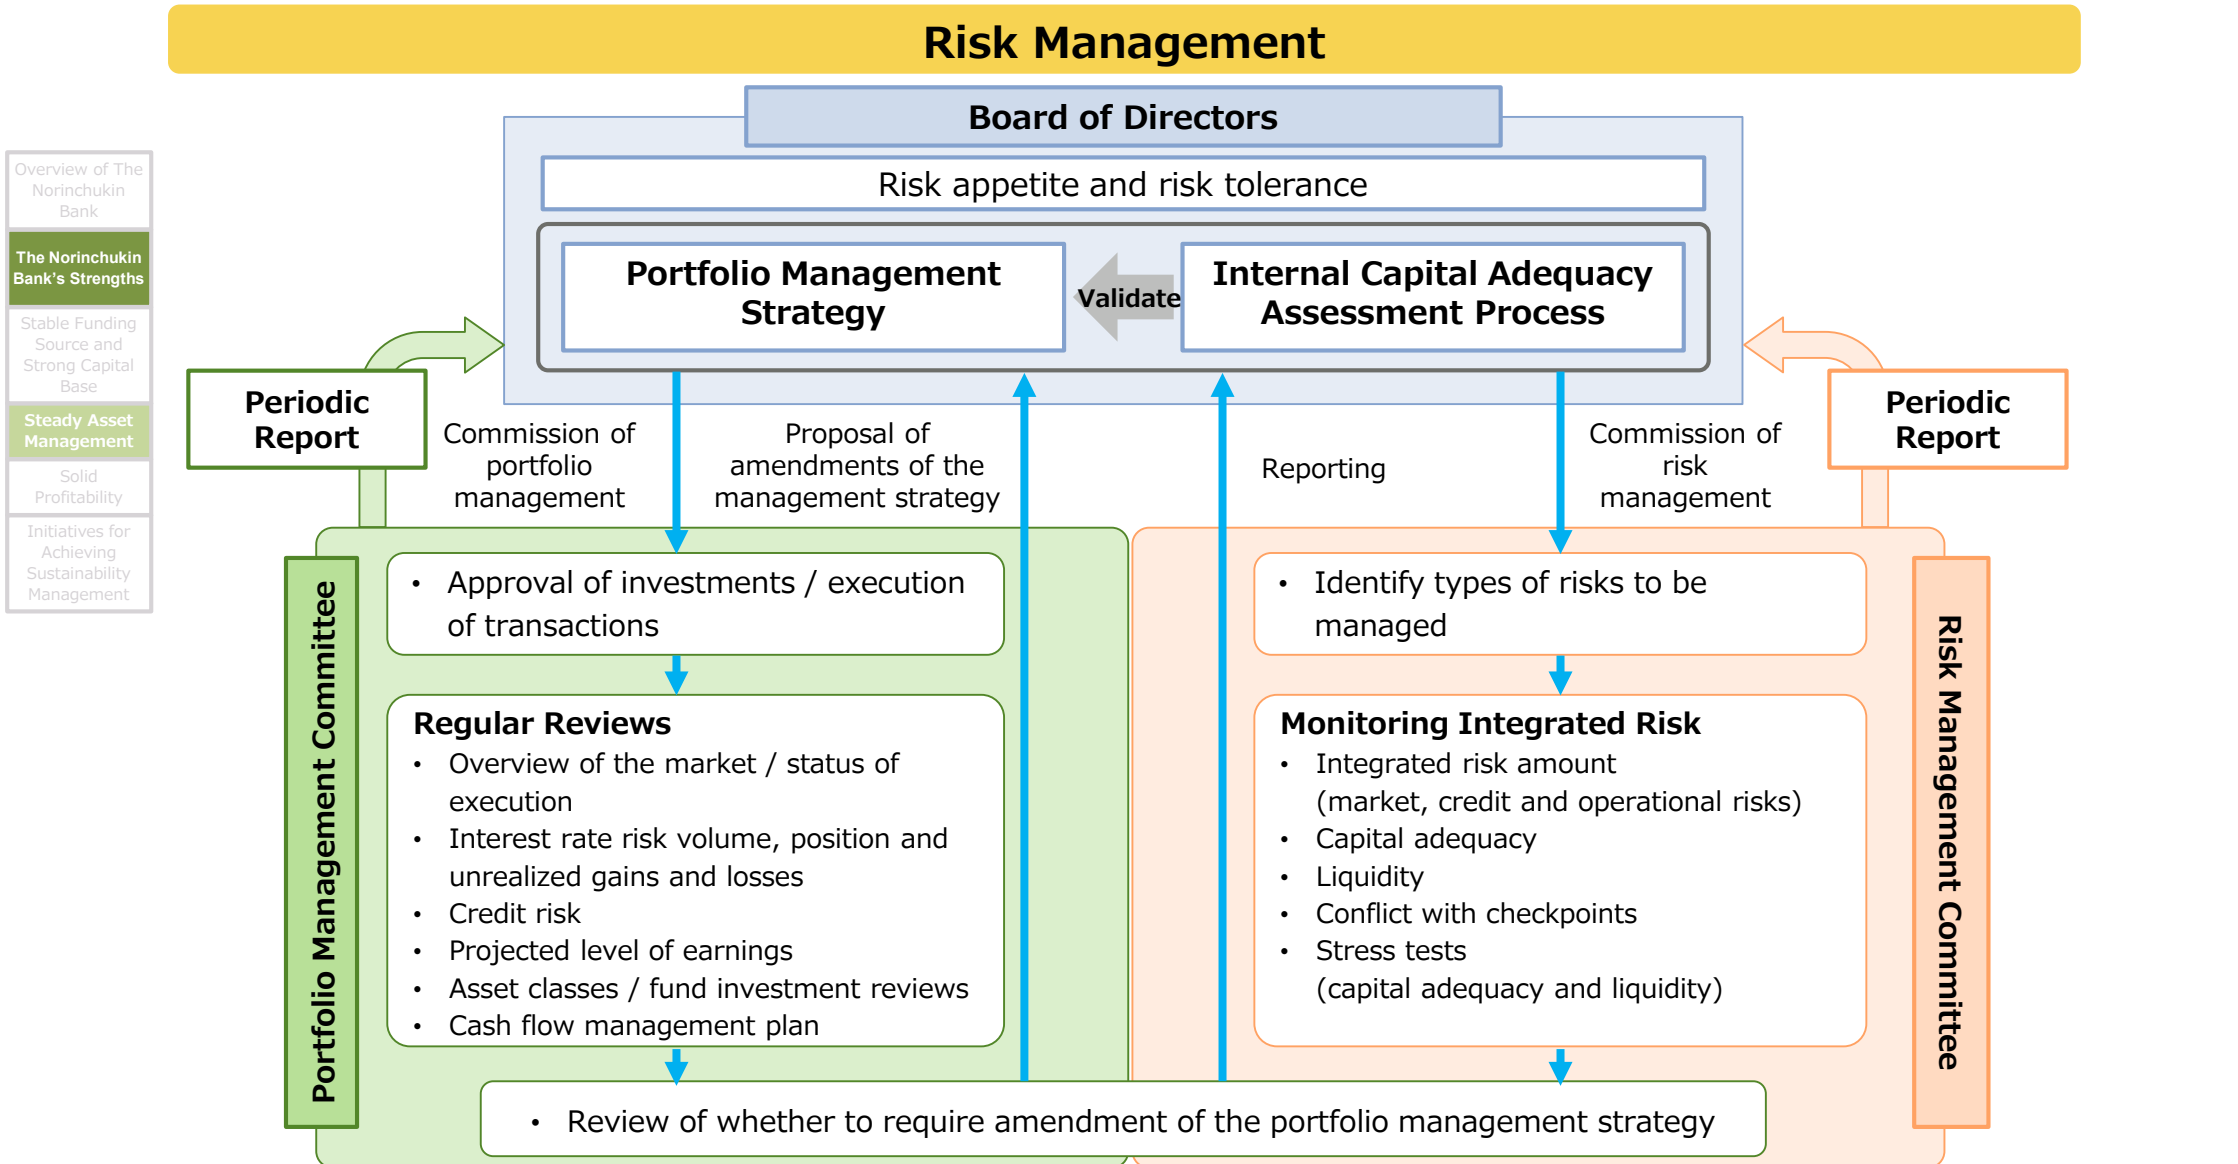 Risk Management
Overview of The
Norinchukin
Bank
The Norinchukin
Bank's Strengths
Stable Funding
Source and
Strong Capital
Base
Steady Asset
Management
Solid
Profitability
Initiatives for
Achieving
Sustainability
Management
Board of Directors
Risk appetite and risk tolerance
Portfolio Management
Strategy
Validate
Internal Capital Adequacy
Assessment Process
Periodic
Report
Commission of
portfolio
management
Proposal of
amendments of the
management strategy
Reporting
Commission of
risk
management
Periodic
Report
Portfolio Management Committee
• Approval of investments / execution
of transactions
Regular Reviews
• Overview of the market / status of
execution
• Interest rate risk volume, position and
unrealized gains and losses
• Credit risk
• Projected level of earnings
• Asset classes / fund investment reviews
• Cash flow management plan
• Identify types of risks to be
managed
Monitoring Integrated Risk
• Integrated risk amount
(market, credit and operational risks)
• Capital adequacy
• Liquidity
• Conflict with checkpoints
• Stress tests
(capital adequacy and liquidity)
Risk Management Committee
• Review of whether to require amendment of the portfolio management strategy